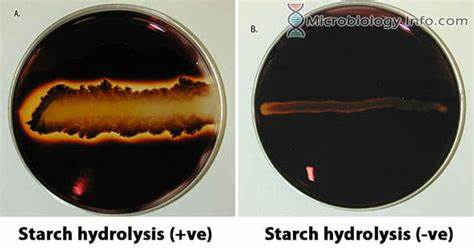 A.
B.
Microbiology Info.com
Starch hydrolysis (+ve)
Starch hydrolysis (-ve)